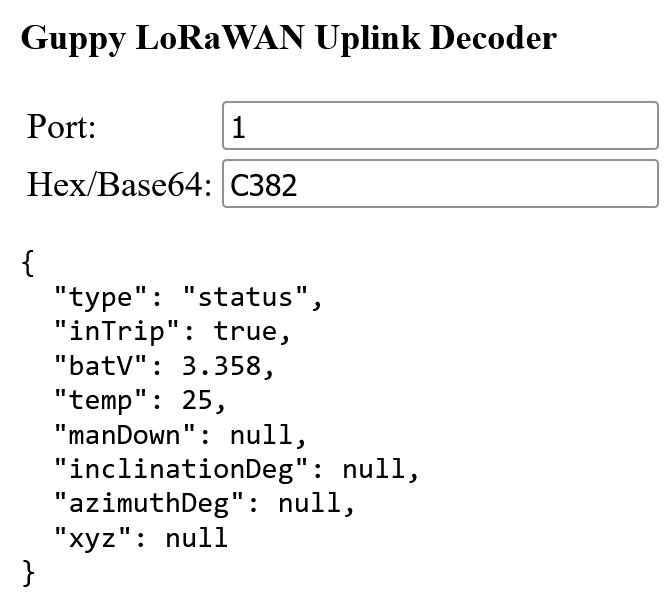 Guppy LoRaWAN Uplink Decoder
Port: 1
Hex/Base64: C382
{
  "type": "status",
  "inTrip": true,
  "batV": 3.358,
  "temp": 25,
  "manDown": null,
  "inclinationDeg": null,
  "azimuthDeg": null,
  "xyz": null
}